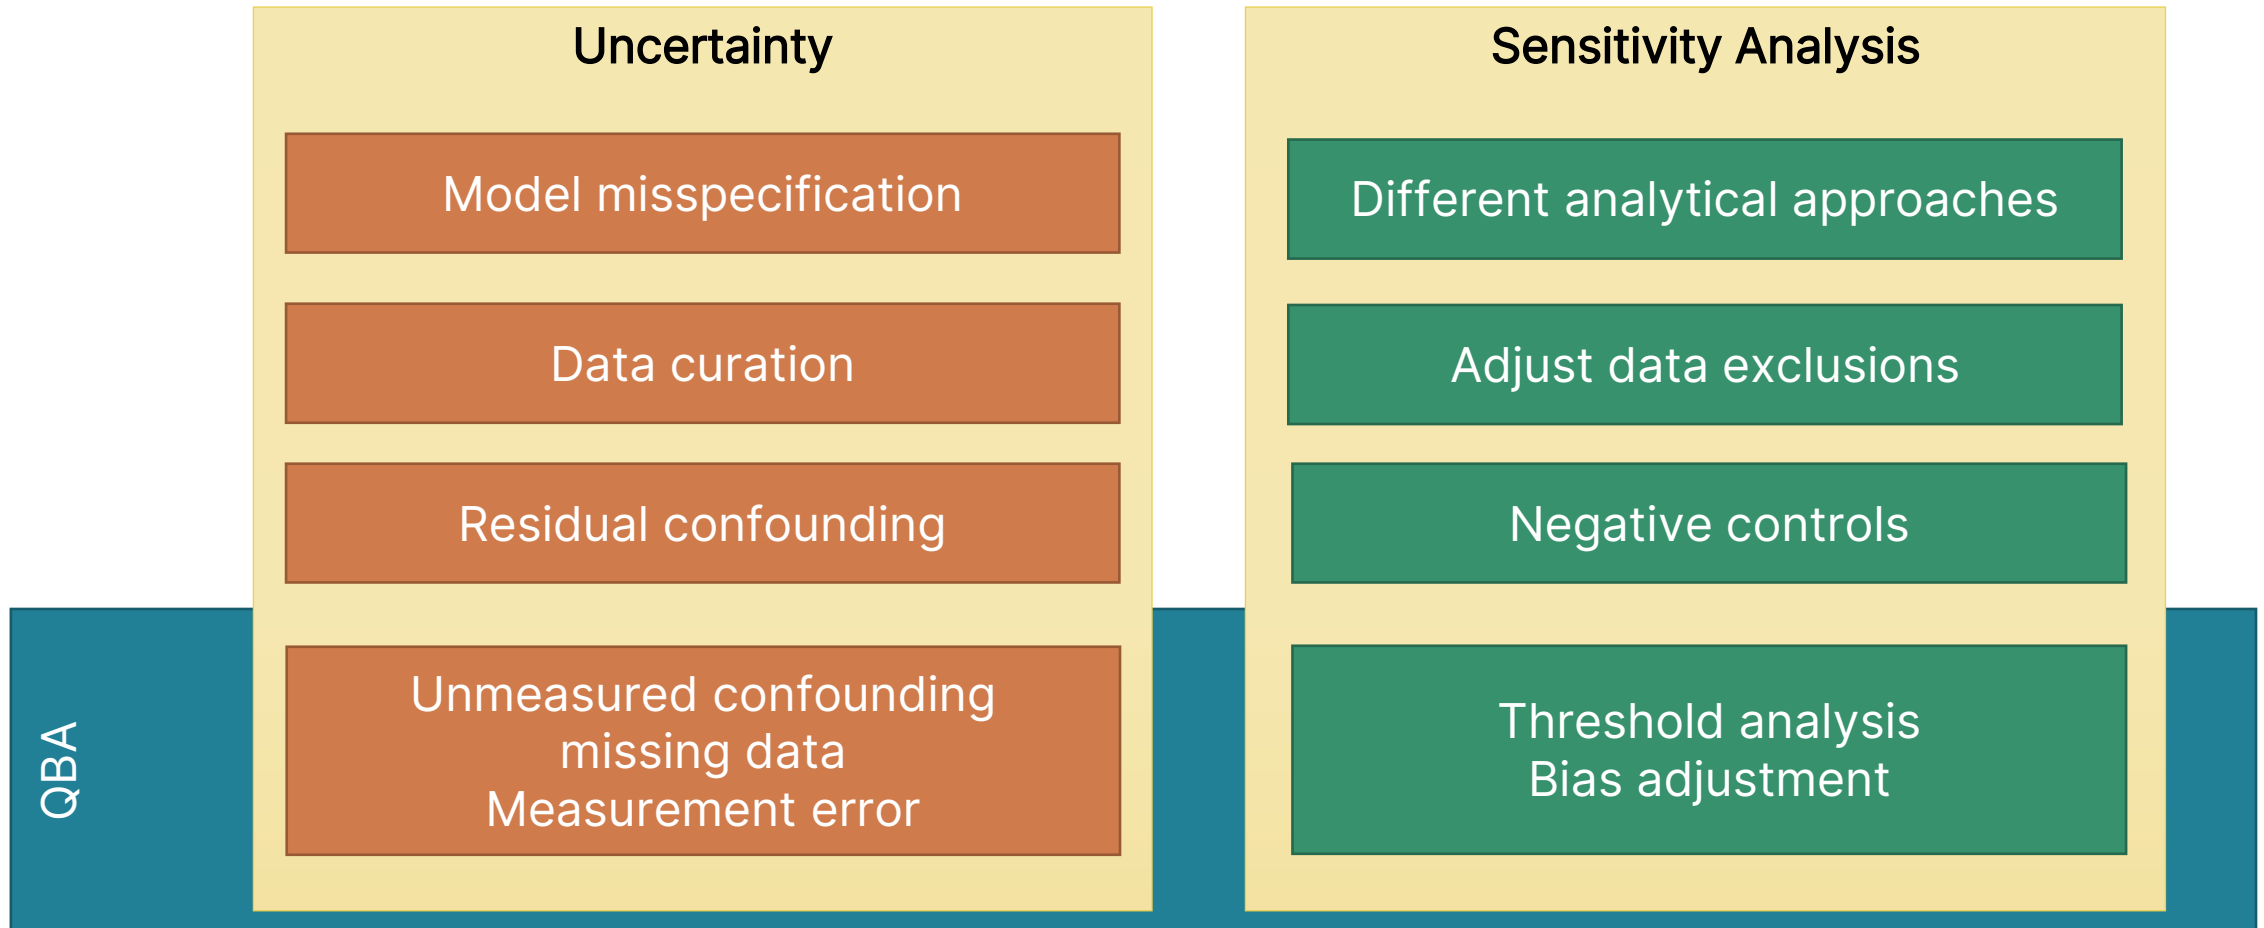 Uncertainty
Model misspecification
Data curation
Residual confounding
Unmeasured confounding
missing data
Measurement error
Sensitivity Analysis
Different analytical approaches
Adjust data exclusions
Negative controls
Threshold analysis
Bias adjustment
QBA